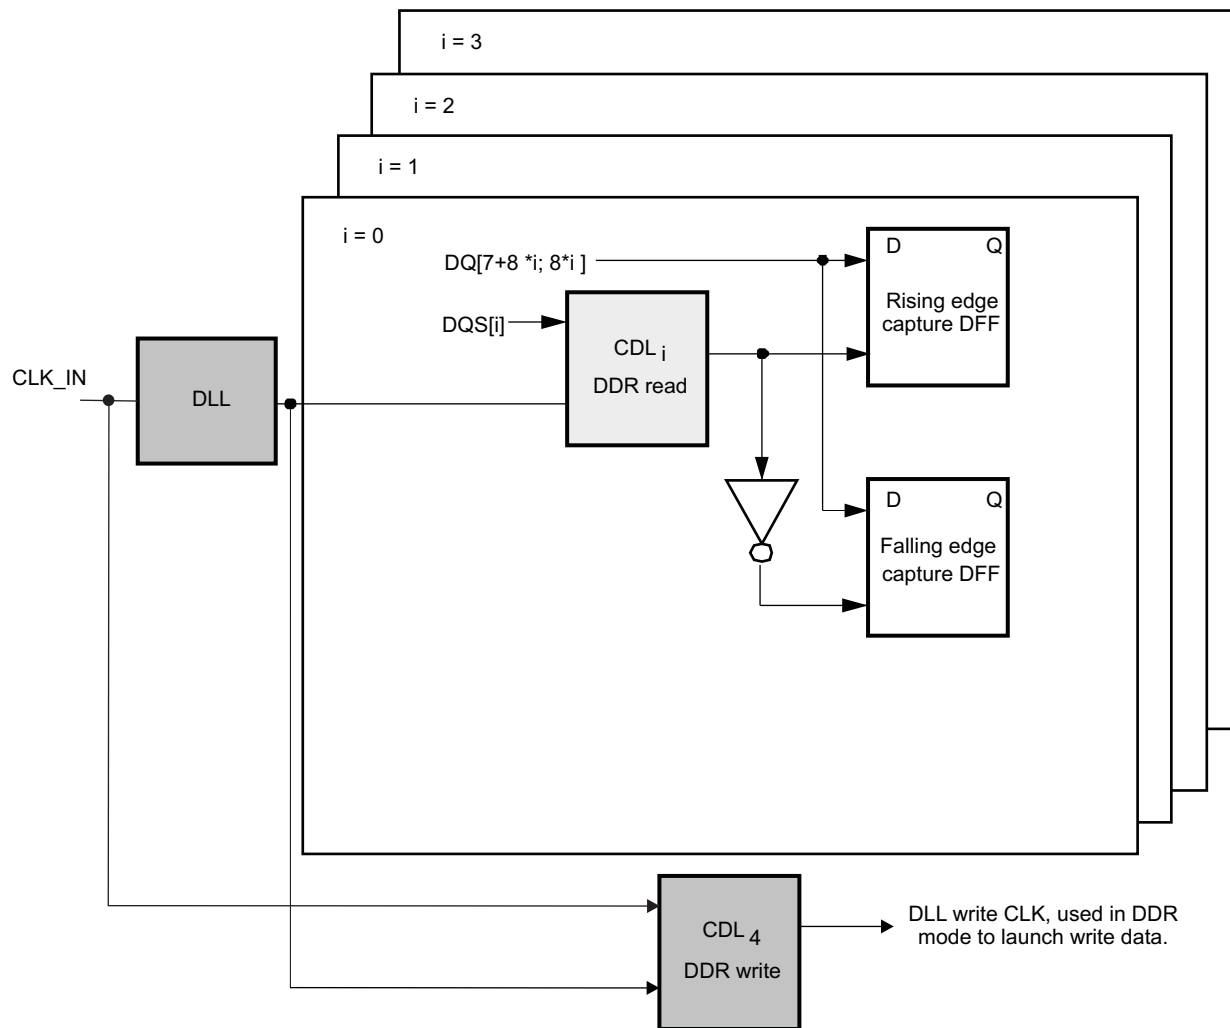 i = 3
i = 2
i = 1
i = 0
DQ[7+8 *i; 8*i ]
D Q
Rising edge
capture DFF
DQS[i]
CDL i
DDR read
CLK_IN
DLL
D Q
Falling edge
capture DFF
CDL 4
DDR write
DLL write CLK, used in DDR
mode to launch write data.